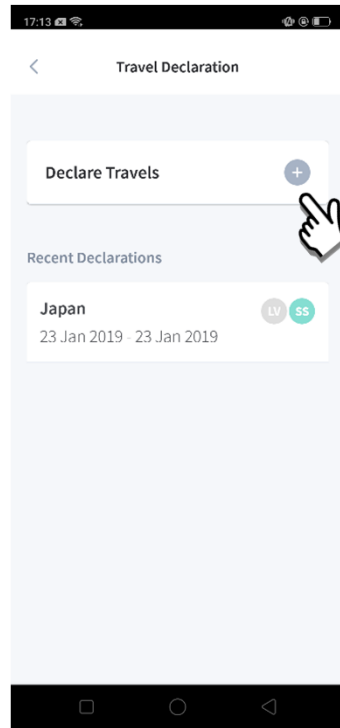 17:13
Travel Declaration
Declare Travels
Recent Declarations
Japan
LV SS
23 Jan 2019 - 23 Jan 2019